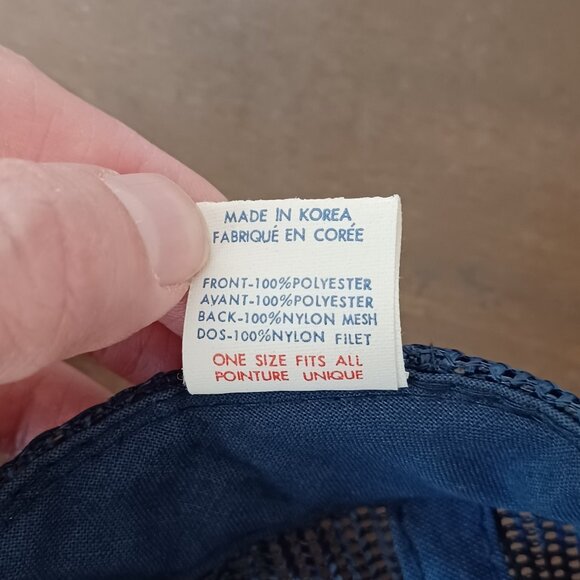 MADE IN KOREA
FABRIQUÉ EN CORÉE
FRONT-100%POLYESTER
AVANT-100%POLYESTER
BACK-100%NYLON MESH
DOS-100%NYLON FILET
ONE SIZE FITS ALL
POINTURE UNIQUE